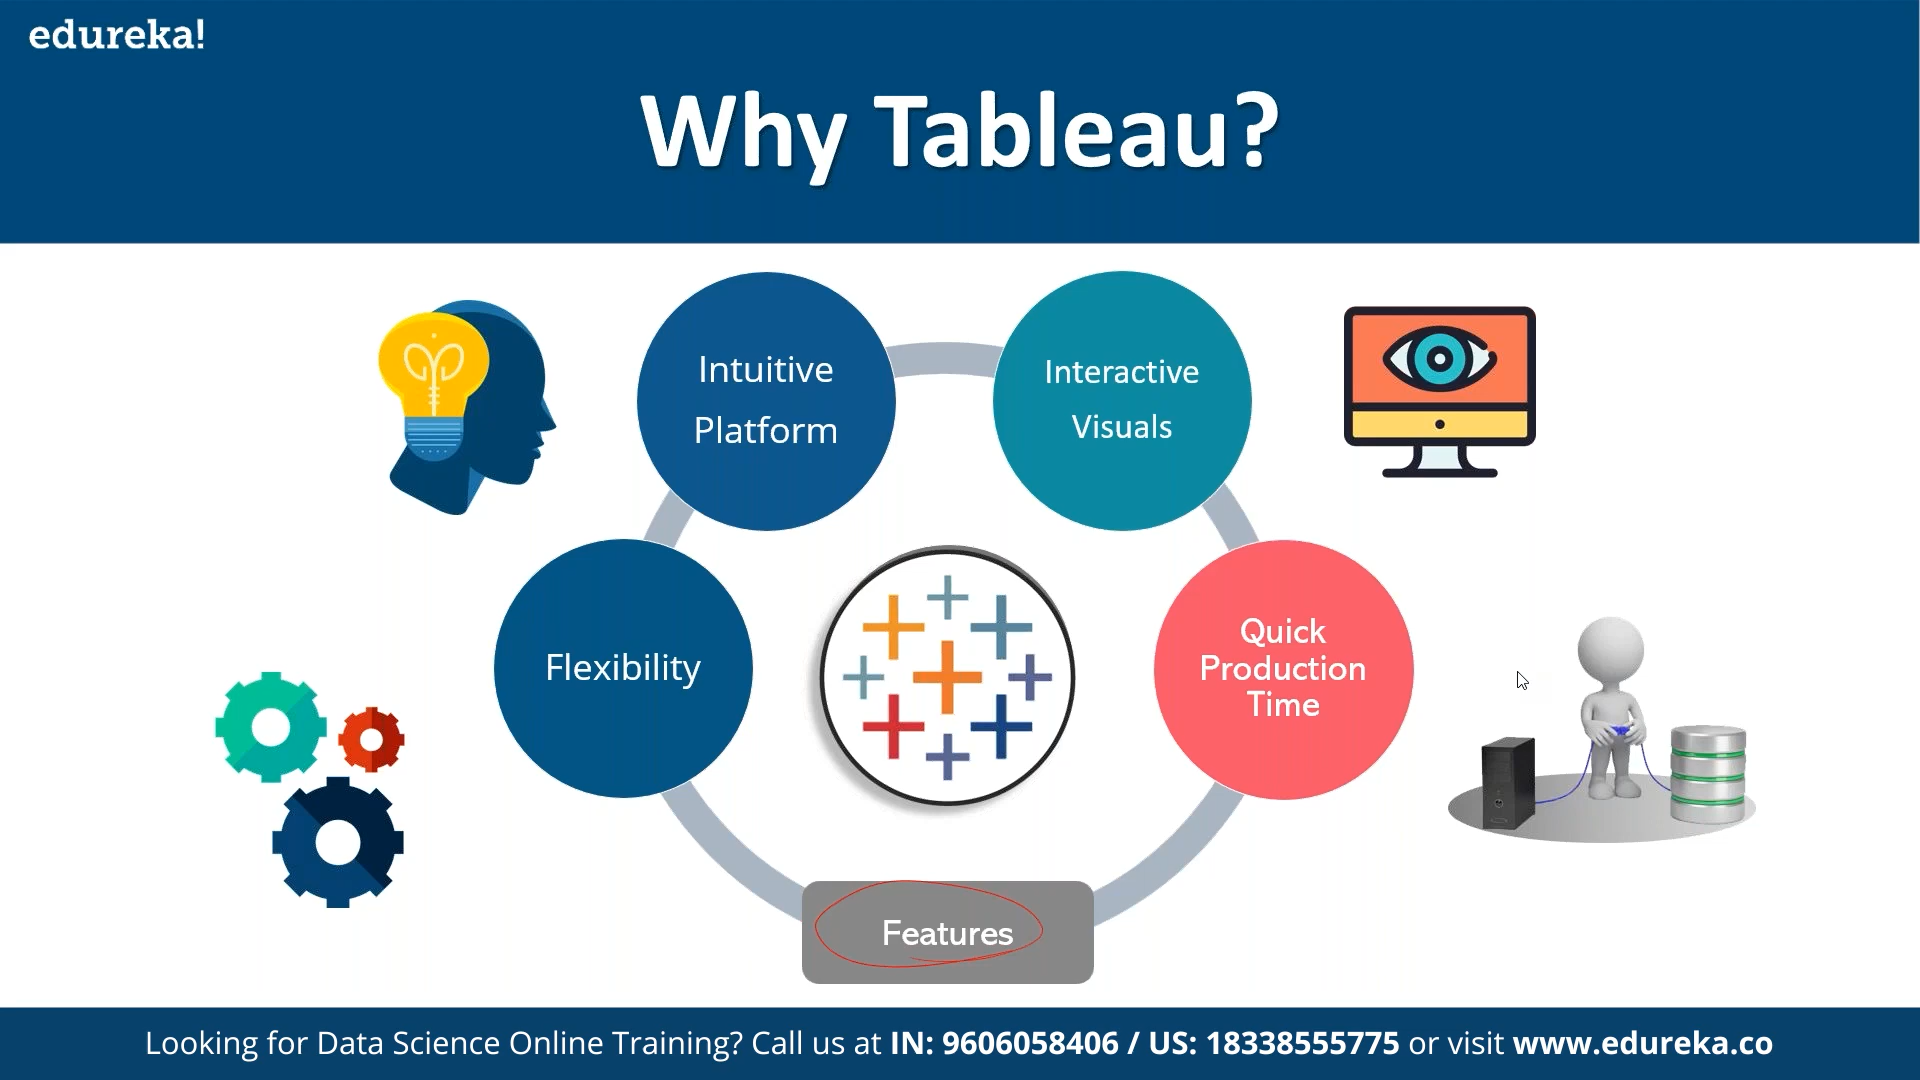 edureka!
Why Tableau?
Intuitive
Platform
Interactive
Visuals
Flexibility
Quick
Production
Time
Features
Looking for Data Science Online Training? Call us at IN: 9606058406 / US: 18338555775 or visit www.edureka.co